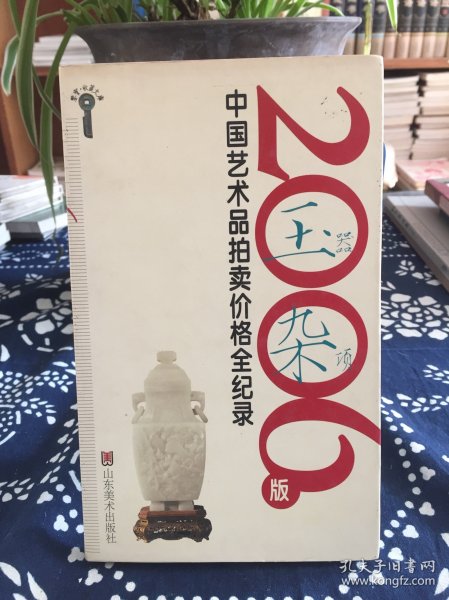 2006
版
玉器
杂项
中国艺术品拍卖价格全纪录
山东美术出版社
孔夫子旧书网
www.kongfz.com